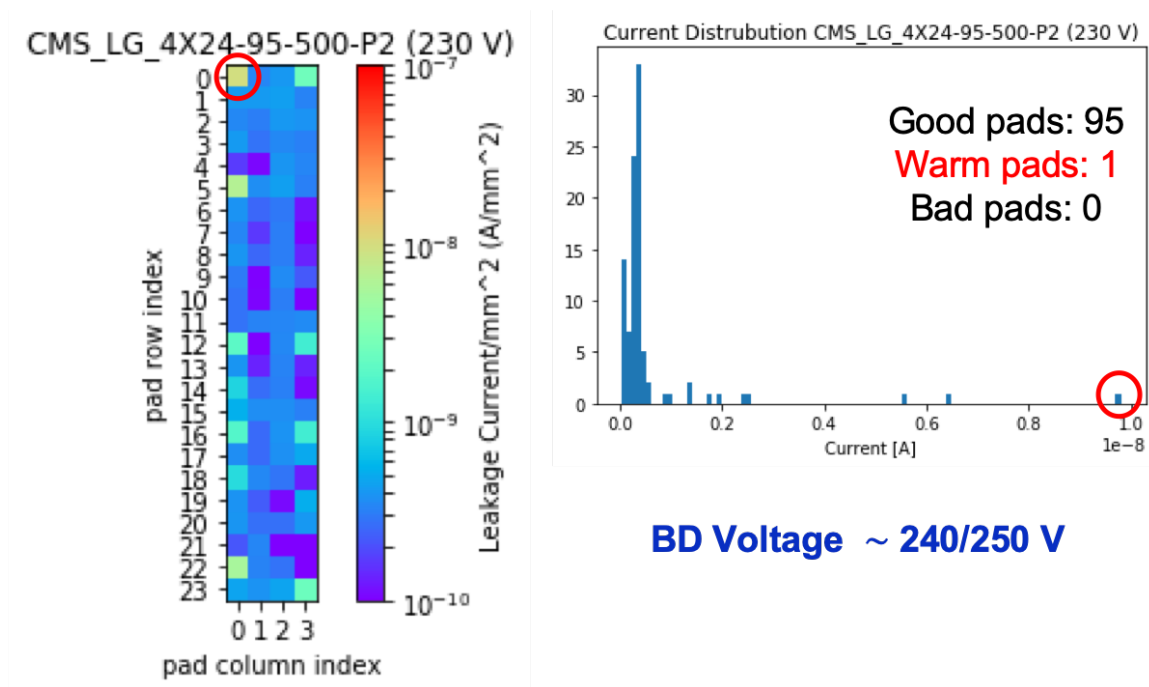 CMS_LG_4X24-95-500-P2 (230 V)
pad row index
0
1
2
3
4
5
6
7
8
9
10
11
12
13
14
15
16
17
18
19
20
21
22
23
0 1 2 3
pad column index
10⁻⁷
10⁻⁸
10⁻⁹
10⁻¹⁰
Leakage Current/mm^2 (A/mm^2)
Current Distrubution CMS_LG_4X24-95-500-P2 (230 V)
30
25
20
15
10
5
0
0.0 0.2 0.4 0.6 0.8 1.0
1e−8
Current [A]
Good pads: 95
Warm pads: 1
Bad pads: 0
BD Voltage ~ 240/250 V